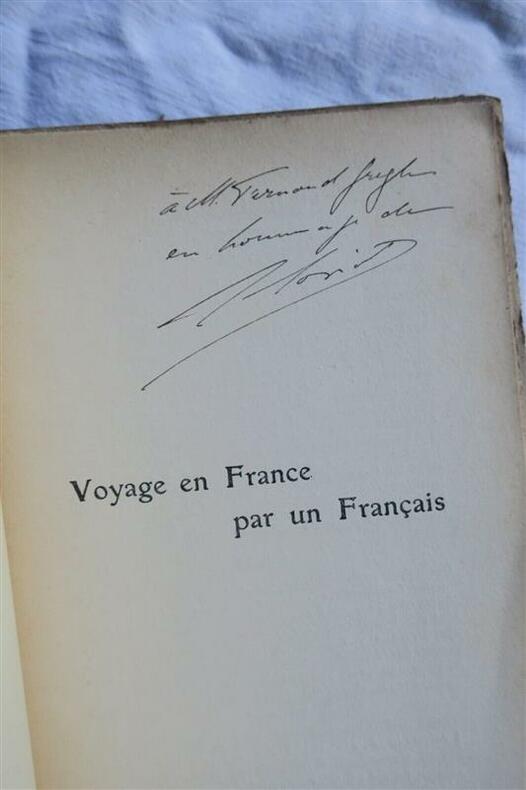 à M. Fernand Gregh
en hommage de
Voyage en France
par un Français